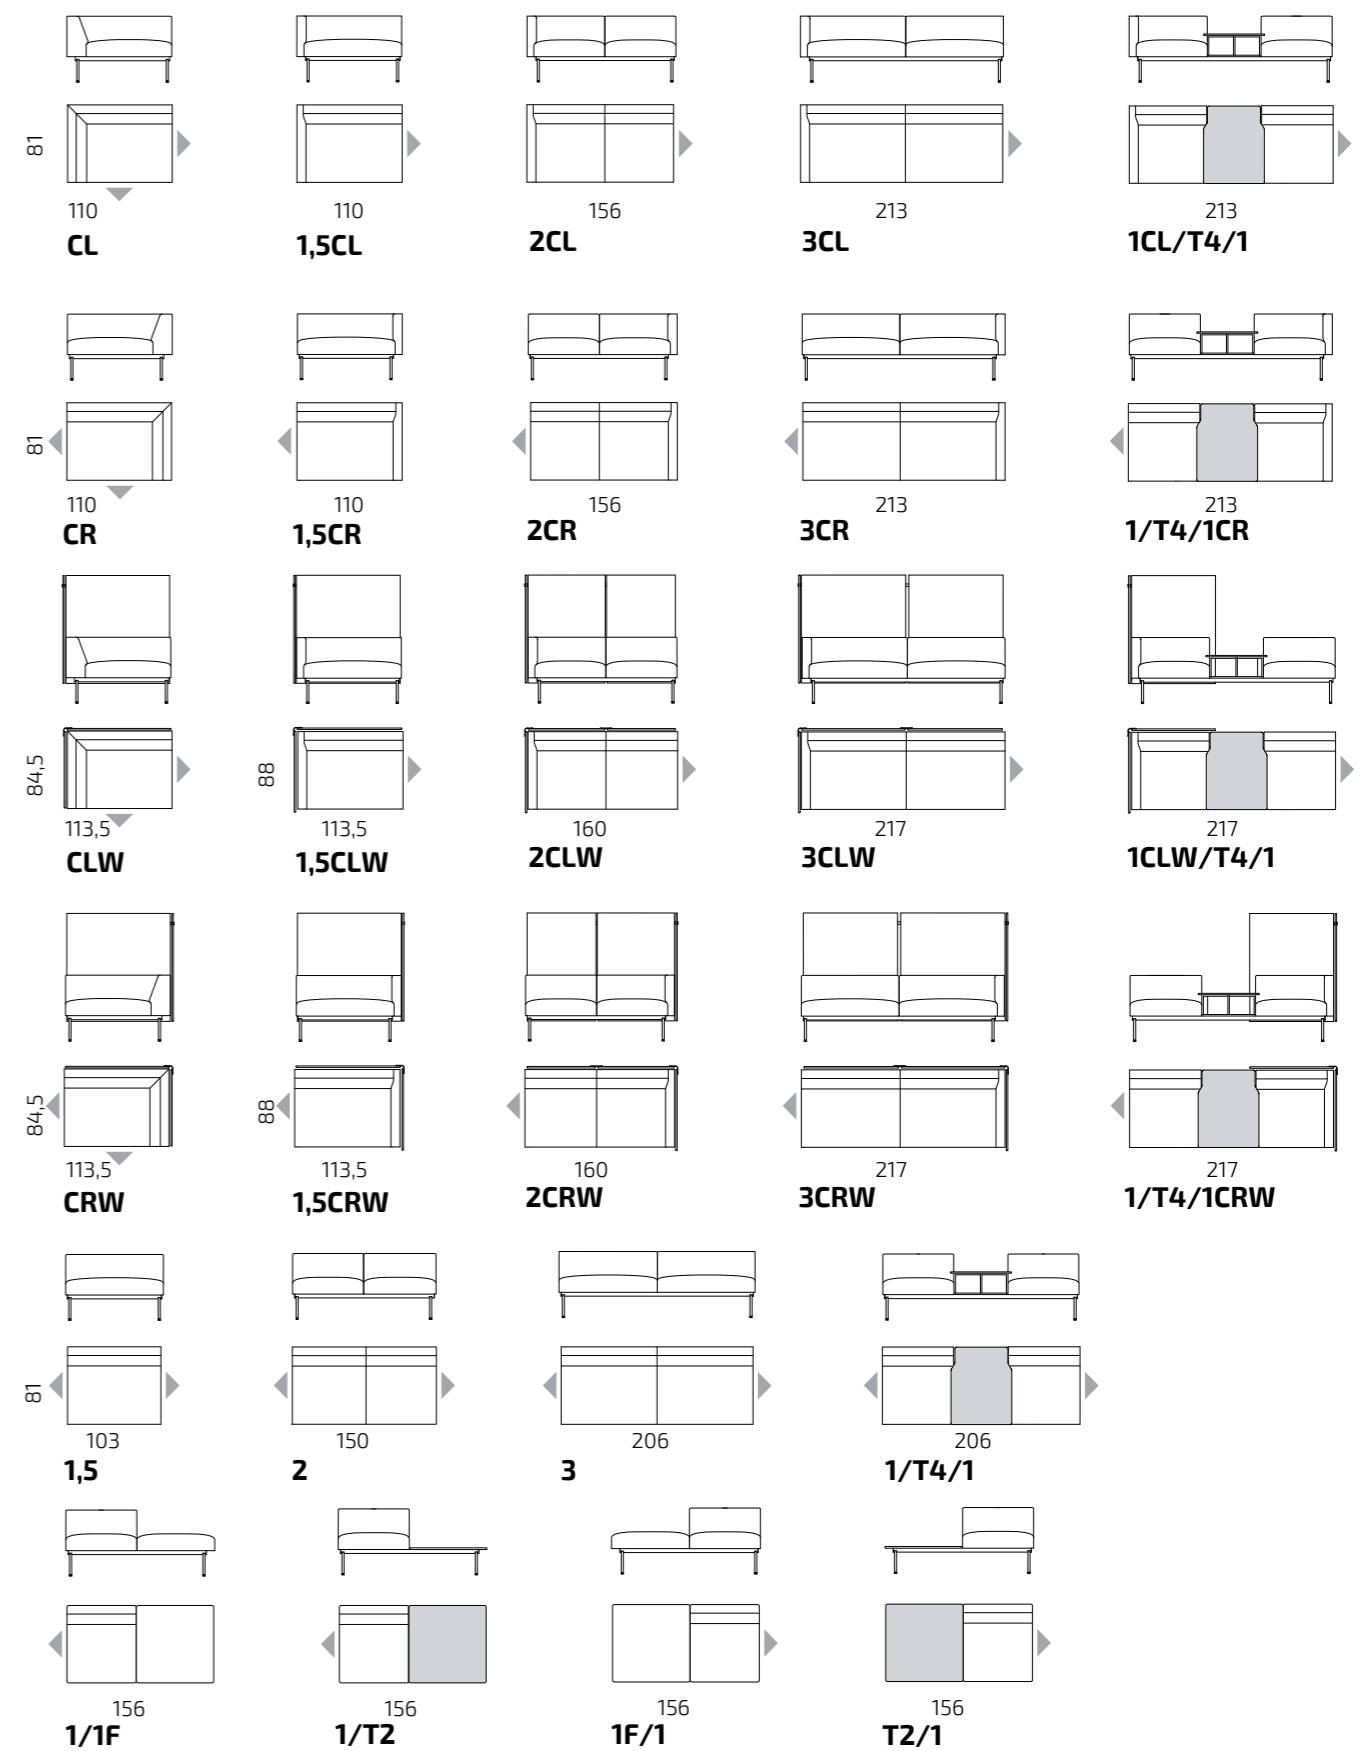 81
110 110 156 213 213
CL 1,5CL 2CL 3CL 1CL/T4/1
81
110 110 156 213 213
CR 1,5CR 2CR 3CR 1/T4/1CR
84,5 88
113,5 113,5 160 217 217
CLW 1,5CLW 2CLW 3CLW 1CLW/T4/1
84,5 88
113,5 113,5 160 217 217
CRW 1,5CRW 2CRW 3CRW 1/T4/1CRW
81
103 150 206 206
1,5 2 3 1/T4/1
156 156 156 156
1/1F 1/T2 1F/1 T2/1